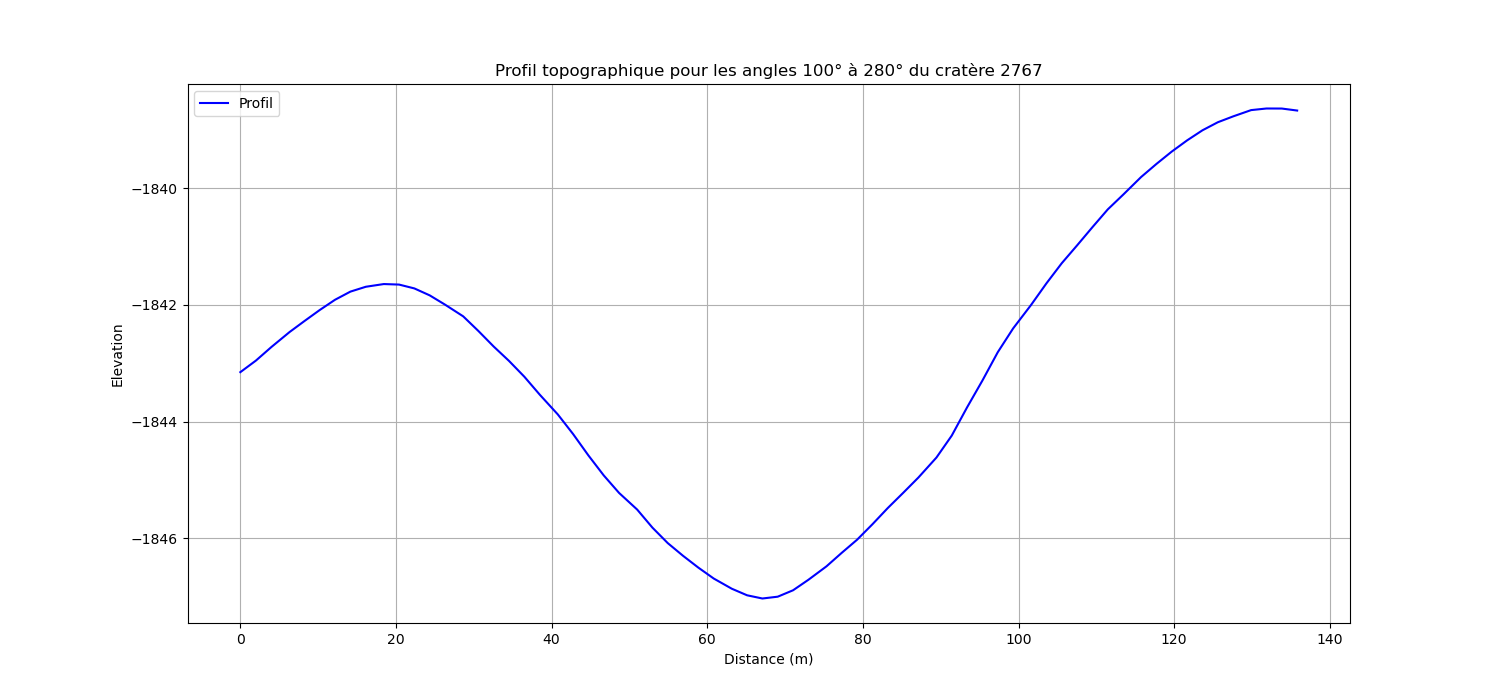 Profil topographique pour les angles 100° à 280° du cratère 2767
Profil
−1840
−1842
−1844
−1846
Elevation
0 20 40 60 80 100 120 140
Distance (m)